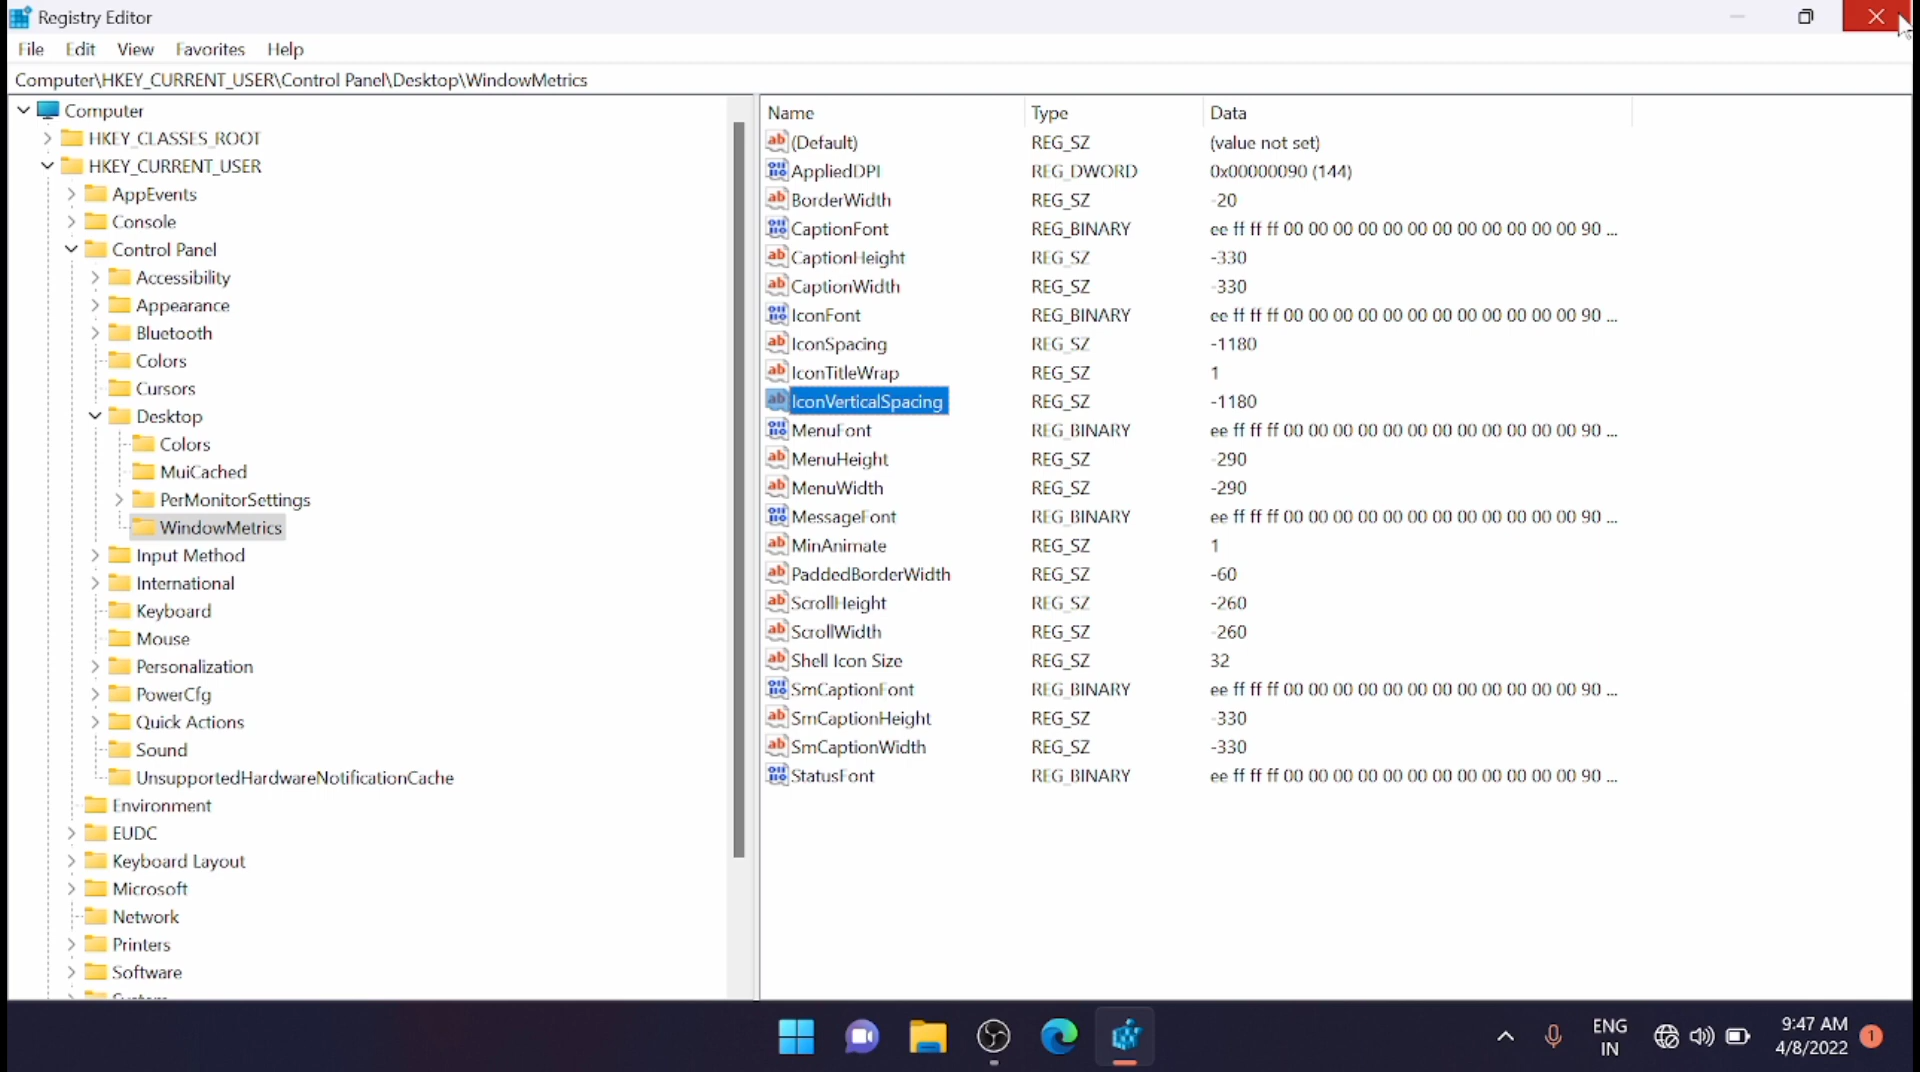 Registry Editor
File Edit View Favorites Help
Computer\HKEY_CURRENT_USER\Control Panel\Desktop\WindowMetrics
Computer
HKEY_CLASSES_ROOT
HKEY_CURRENT_USER
AppEvents
Console
Control Panel
Accessibility
Appearance
Bluetooth
Colors
Cursors
Desktop
Colors
MuiCached
PerMonitorSettings
WindowMetrics
Input Method
International
Keyboard
Mouse
Personalization
PowerCfg
Quick Actions
Sound
UnsupportedHardwareNotificationCache
Environment
EUDC
Keyboard Layout
Microsoft
Network
Printers
Software
Name Type Data
(Default) REG_SZ (value not set)
AppliedDPI REG_DWORD 0x00000090 (144)
BorderWidth REG_SZ -20
CaptionFont REG_BINARY ee ff ff ff 00 00 00 00 00 00 00 00 00 00 00 00 90 ...
CaptionHeight REG_SZ -330
CaptionWidth REG_SZ -330
IconFont REG_BINARY ee ff ff ff 00 00 00 00 00 00 00 00 00 00 00 00 90 ...
IconSpacing REG_SZ -1180
IconTitleWrap REG_SZ 1
IconVerticalSpacing REG_SZ -1180
MenuFont REG_BINARY ee ff ff ff 00 00 00 00 00 00 00 00 00 00 00 00 90 ...
MenuHeight REG_SZ -290
MenuWidth REG_SZ -290
MessageFont REG_BINARY ee ff ff ff 00 00 00 00 00 00 00 00 00 00 00 00 90 ...
MinAnimate REG_SZ 1
PaddedBorderWidth REG_SZ -60
ScrollHeight REG_SZ -260
ScrollWidth REG_SZ -260
Shell Icon Size REG_SZ 32
SmCaptionFont REG_BINARY ee ff ff ff 00 00 00 00 00 00 00 00 00 00 00 00 90 ...
SmCaptionHeight REG_SZ -330
SmCaptionWidth REG_SZ -330
StatusFont REG_BINARY ee ff ff ff 00 00 00 00 00 00 00 00 00 00 00 00 90 ...
ENG
IN
9:47 AM
4/8/2022
1